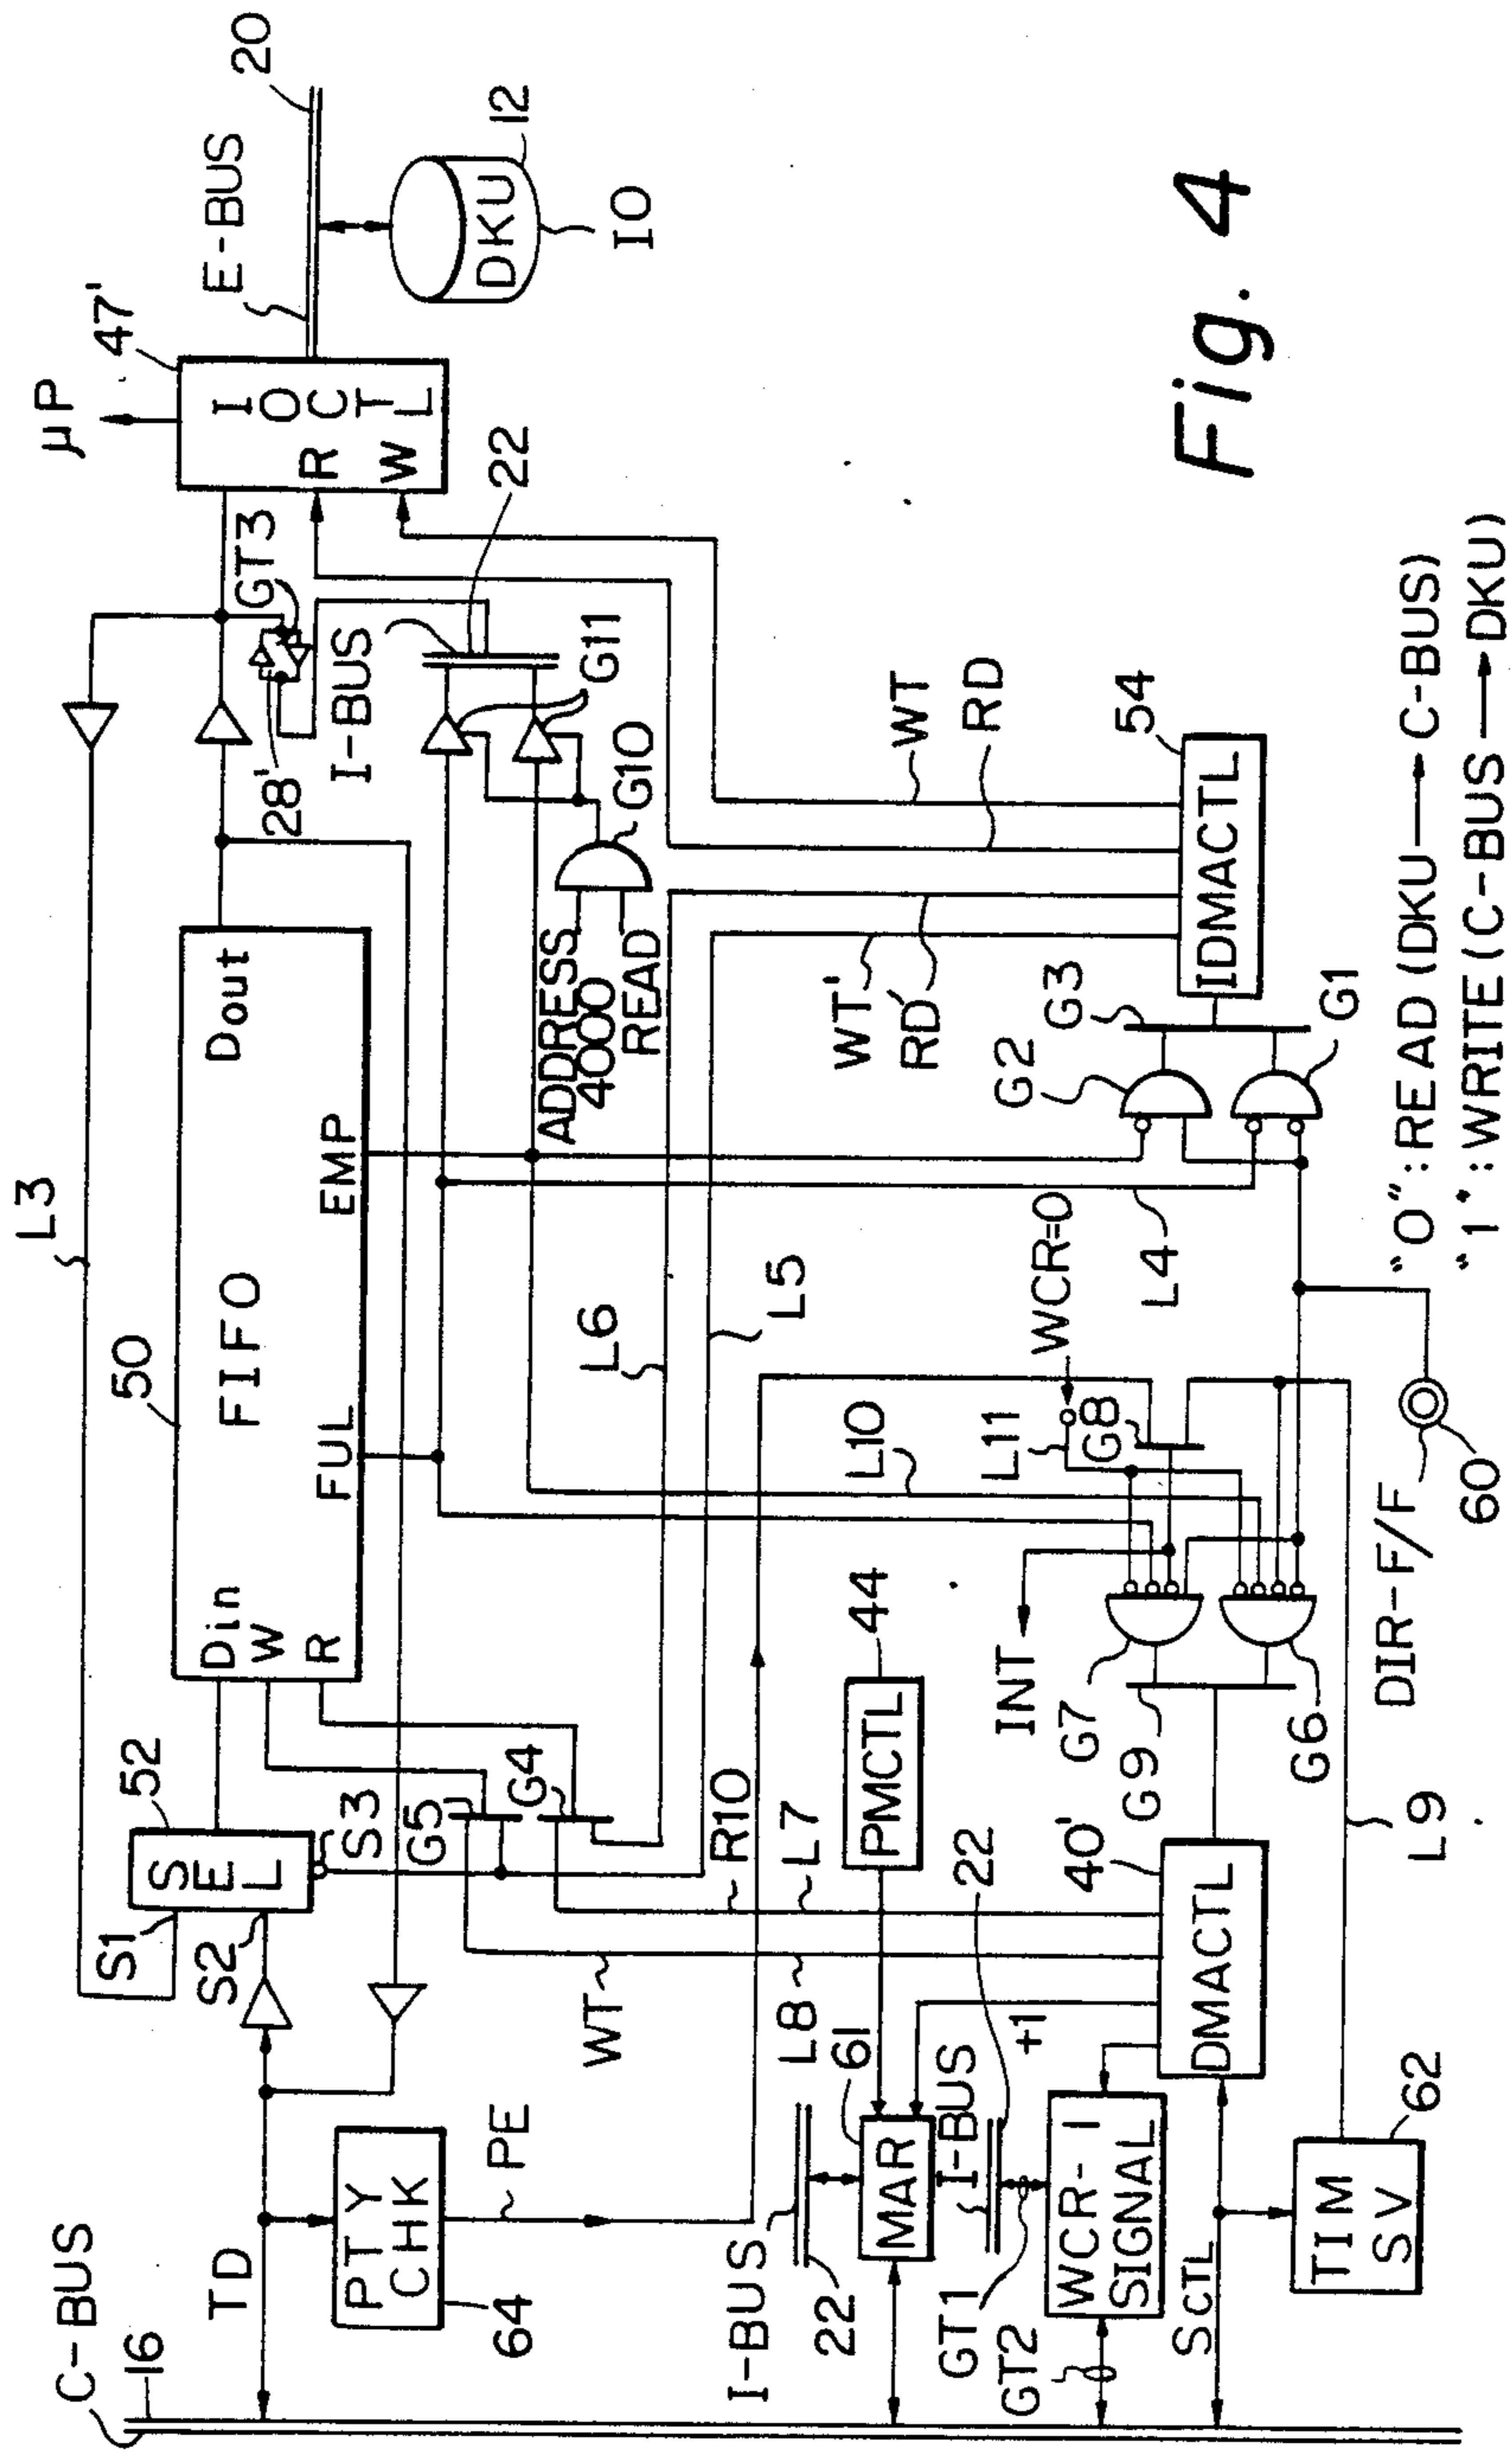 C-BUS
16
TD
PTY
CHK
64
PE
S1
S2
SEL
52
S3
L3
50
FIFO
Din
W
R
FUL
EMP
Dout
28'
GT3
μP
47'
IOCTL
R
W
E-BUS
20
DKU
12
IO
I-BUS
22
G11
G10
ADDRESS
4000
READ
G5
G4
WT
R10
L7
L8
L6
L5
WT'
RD'
WT
RD
54
IDMACTL
G3
G2
G1
L4
WCR=0
L11
G8
L10
INT
G7
G9
G6
44
PMCTL
61
MAR
I-BUS
22
I-BUS
22
+1
GT1
GT2
WCR-1
SIGNAL
40'
DMACTL
SCTL
TIM
SV
62
L9
DIR-F/F
60
"0":READ(DKU→C-BUS)
"1":WRITE(C-BUS→DKU)
Fig. 4